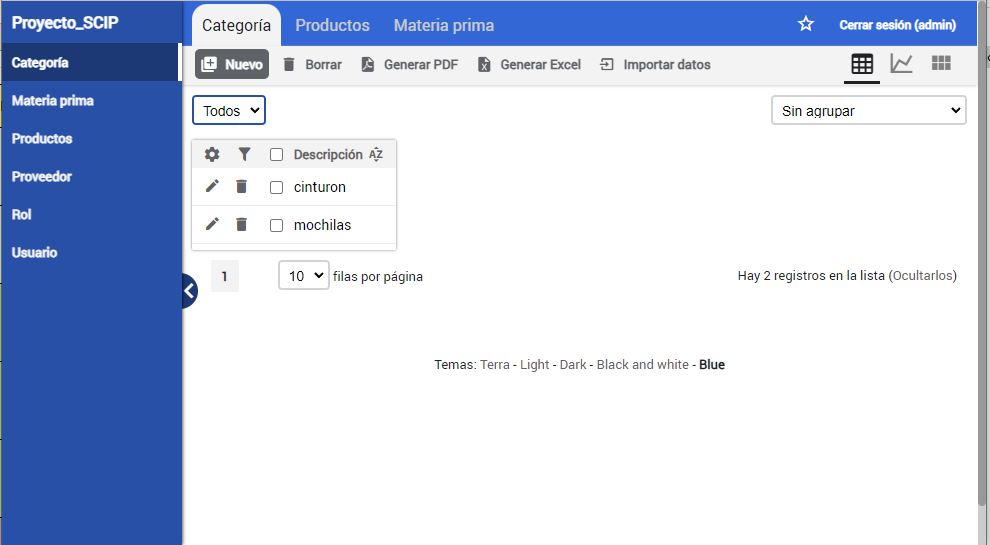 Proyecto_SCIP
Categoría
Materia prima
Productos
Proveedor
Rol
Usuario
Categoría Productos Materia prima Cerrar sesión (admin)
Nuevo Borrar Generar PDF Generar Excel Importar datos
Todos Sin agrupar
Descripción AZ
cinturon
mochilas
1 10 filas por página Hay 2 registros en la lista (Ocultarlos)
Temas: Terra - Light - Dark - Black and white - Blue